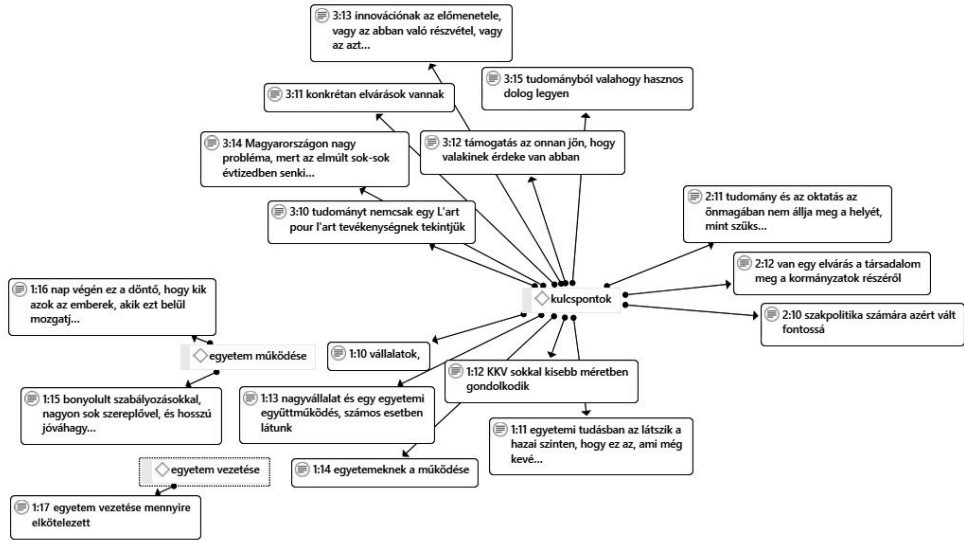 3:13 innovációnak az előmenetele,
vagy az abban való részvétel, vagy
az azt...
3:15 tudományból valahogy hasznos
dolog legyen
3:11 konkrétan elvárások vannak
3:14 Magyarországon nagy
probléma, mert az elmúlt sok-sok
évtizedben senki...
3:12 támogatás az onnan jön, hogy
valakinek érdeke van abban
3:10 tudományt nemcsak egy L'art
pour l'art tevékenységnek tekintjük
2:11 tudomány és az oktatás az
önmagában nem állja meg a helyét,
mint szüks...
2:12 van egy elvárás a társadalom
meg a kormányzatok részéről
2:10 szakpolitika számára azért vált
fontossá
kulcspontok
1:16 nap végén ez a döntő, hogy kik
azok az emberek, akik ezt belül
mozgatj...
egyetem működése
1:15 bonyolult szabályozásokkal,
nagyon sok szereplővel, és hosszú
jóváhagy...
1:10 vállalatok,
1:12 KKV sokkal kisebb méretben
gondolkodik
1:13 nagyvállalat és egy egyetemi
együttműködés, számos esetben
látunk
1:11 egyetemi tudásban az látszik a
hazai szinten, hogy ez az, ami még
kevé...
1:14 egyetemeknek a működése
egyetem vezetése
1:17 egyetem vezetése mennyire
elkötelezett